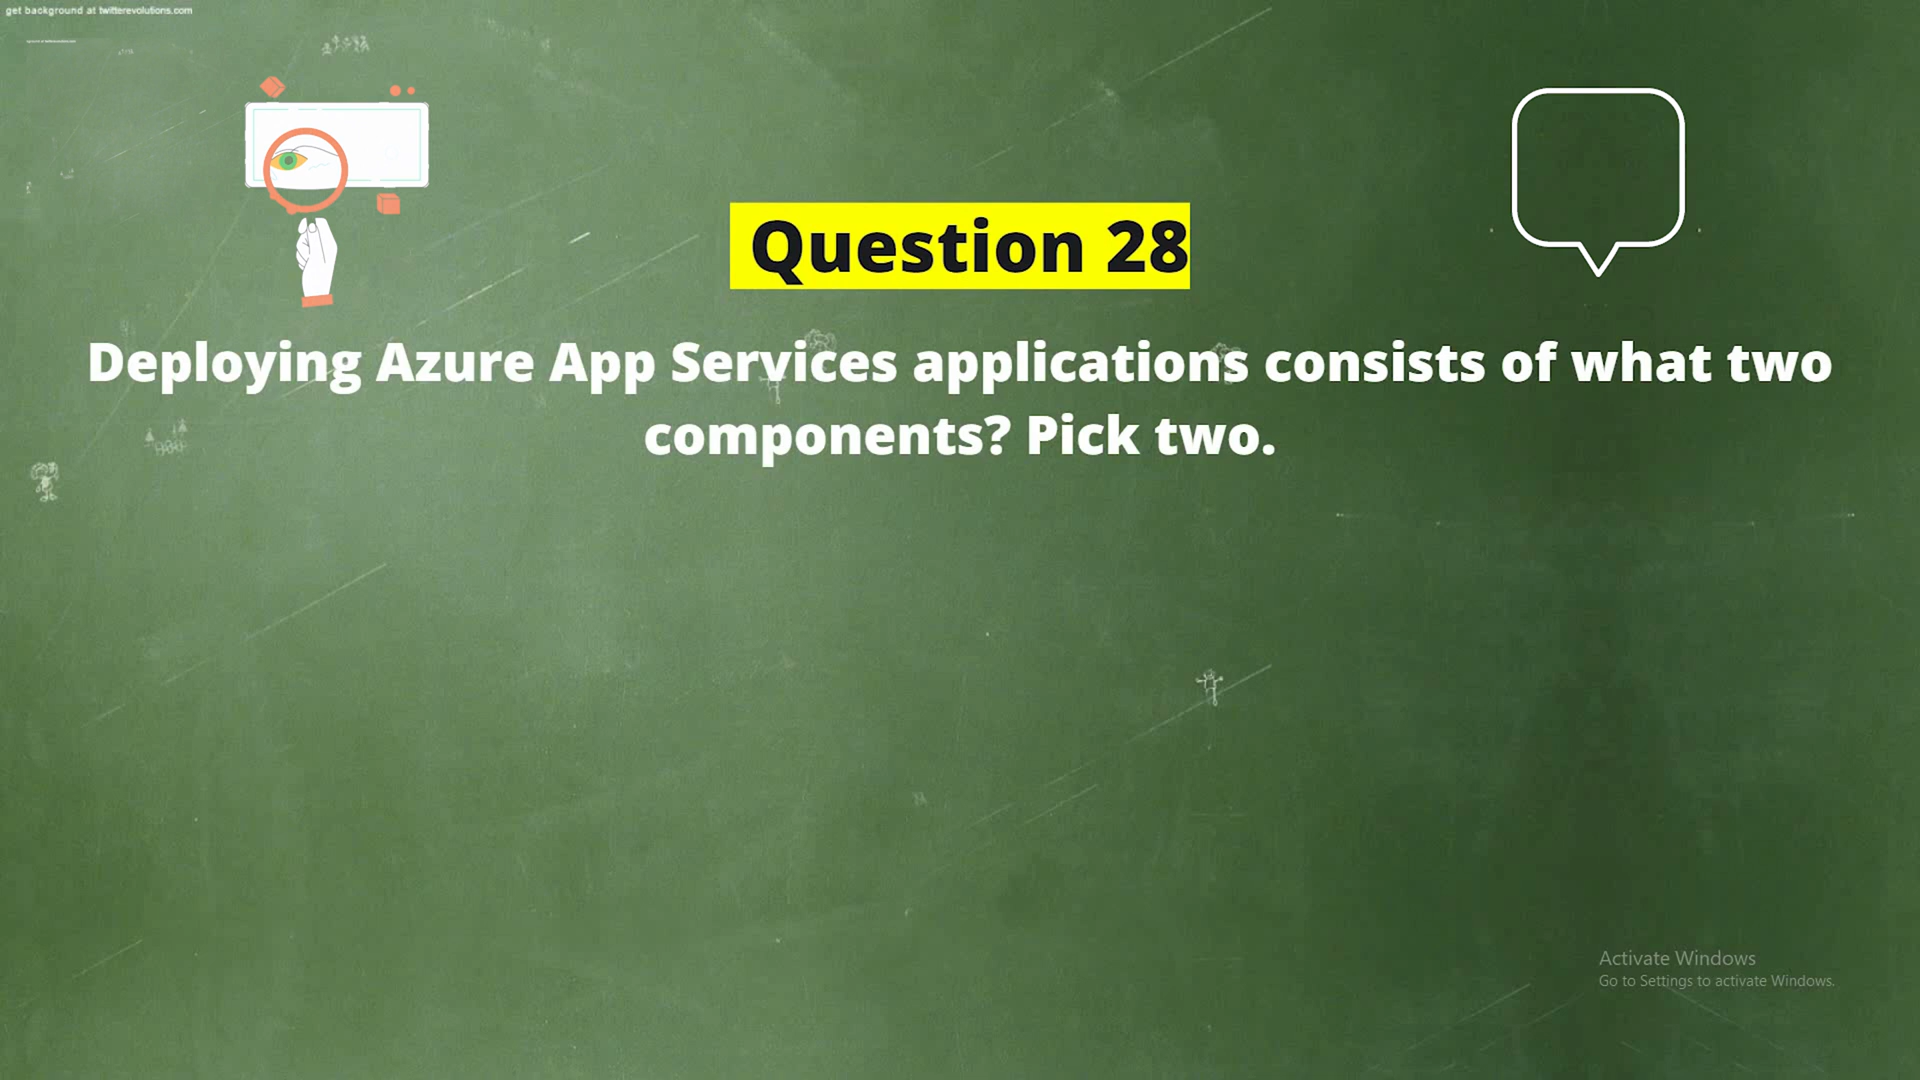 get background at twitterevolutions.com
Question 28
Deploying Azure App Services applications consists of what two
components? Pick two.
Activate Windows
Go to Settings to activate Windows.